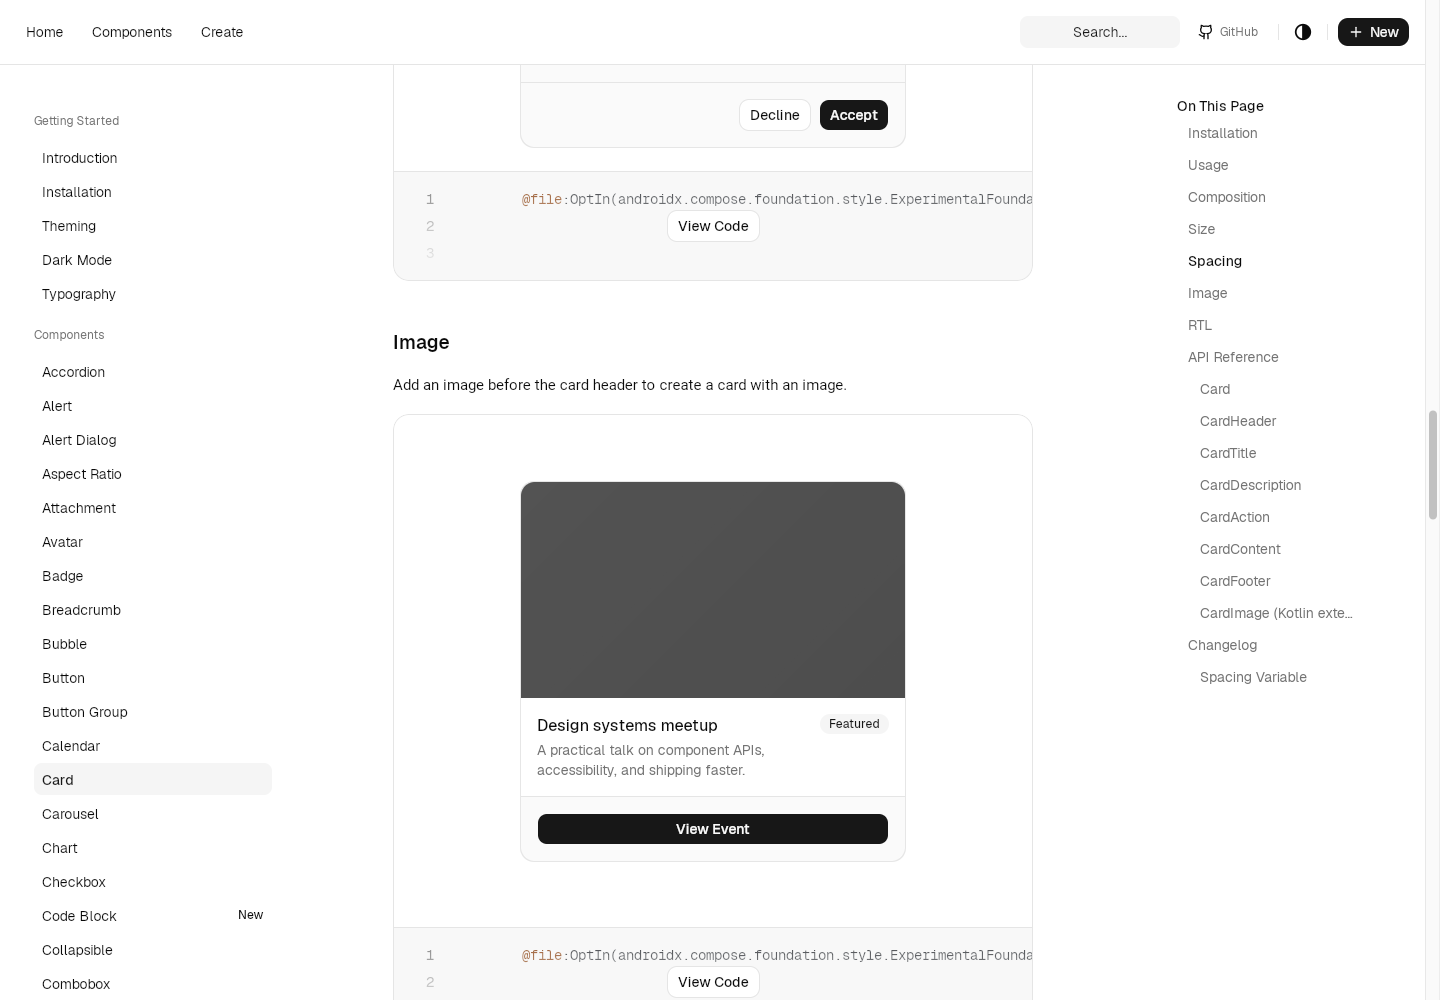 Home
Components
Create
Search...
GitHub
New
Getting Started
Introduction
Installation
Theming
Dark Mode
Typography
Components
Accordion
Alert
Alert Dialog
Aspect Ratio
Attachment
Avatar
Badge
Breadcrumb
Bubble
Button
Button Group
Calendar
Card
Carousel
Chart
Checkbox
Code Block
New
Collapsible
Combobox
Decline
Accept
1
@file:OptIn(androidx.compose.foundation.style.ExperimentalFounda
2
View Code
3
Image
Add an image before the card header to create a card with an image.
Design systems meetup
Featured
A practical talk on component APIs,
accessibility, and shipping faster.
View Event
1
@file:OptIn(androidx.compose.foundation.style.ExperimentalFounda
2
View Code
On This Page
Installation
Usage
Composition
Size
Spacing
Image
RTL
API Reference
Card
CardHeader
CardTitle
CardDescription
CardAction
CardContent
CardFooter
CardImage (Kotlin exte...
Changelog
Spacing Variable